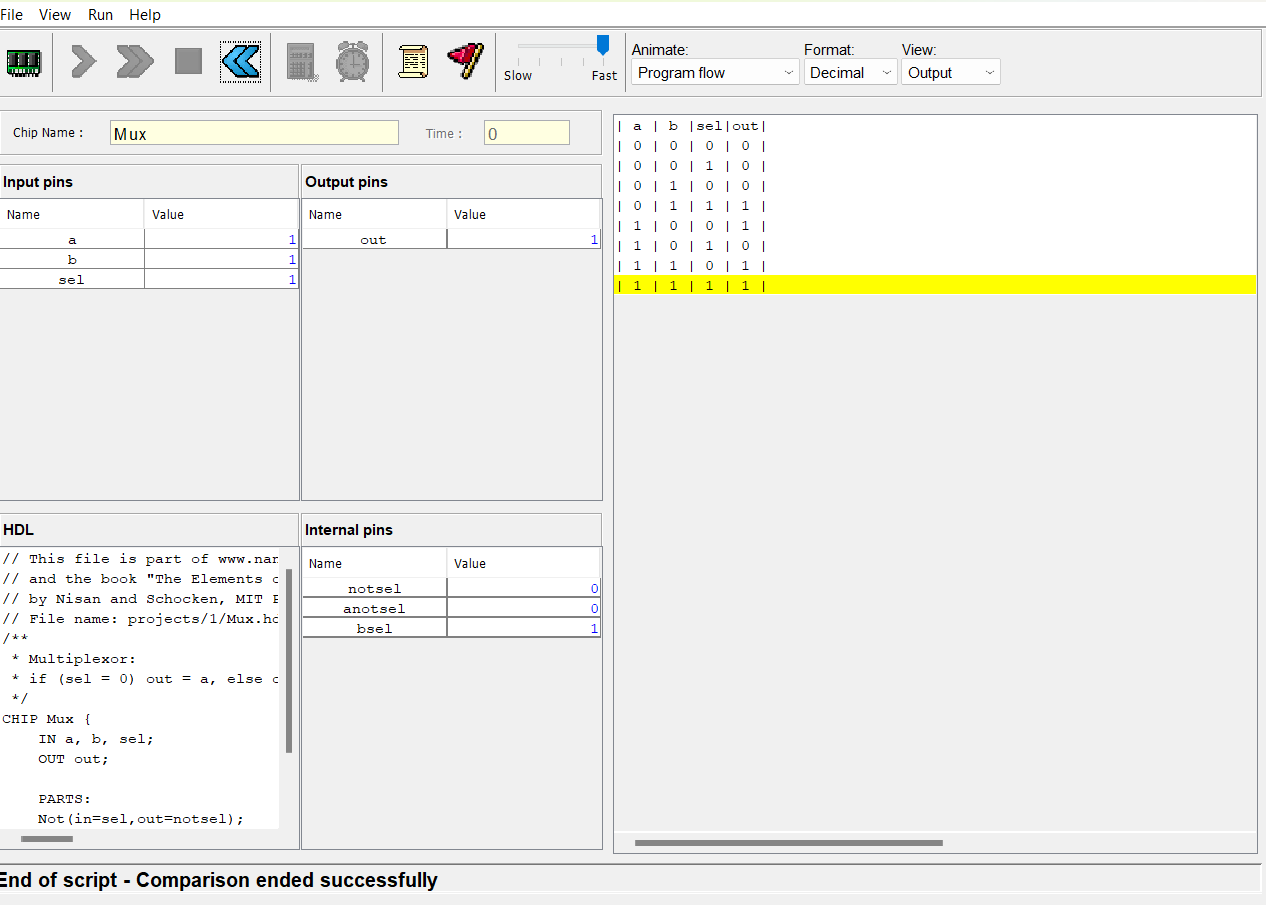 File View Run Help
Animate: Format: View:
Slow Fast Program flow Decimal Output
Chip Name : Mux Time : 0
Input pins
Name Value
a 1
b 1
sel 1
Output pins
Name Value
out 1
| a | b |sel|out|
| 0 | 0 | 0 | 0 |
| 0 | 0 | 1 | 0 |
| 0 | 1 | 0 | 0 |
| 0 | 1 | 1 | 1 |
| 1 | 0 | 0 | 1 |
| 1 | 0 | 1 | 0 |
| 1 | 1 | 0 | 1 |
| 1 | 1 | 1 | 1 |
HDL
// This file is part of www.nan
// and the book "The Elements o
// by Nisan and Schocken, MIT P
// File name: projects/1/Mux.hd
/**
* Multiplexor:
* if (sel = 0) out = a, else o
*/
CHIP Mux {
IN a, b, sel;
OUT out;
PARTS:
Not(in=sel,out=notsel);
Internal pins
Name Value
notsel 0
anotsel 0
bsel 1
End of script - Comparison ended successfully